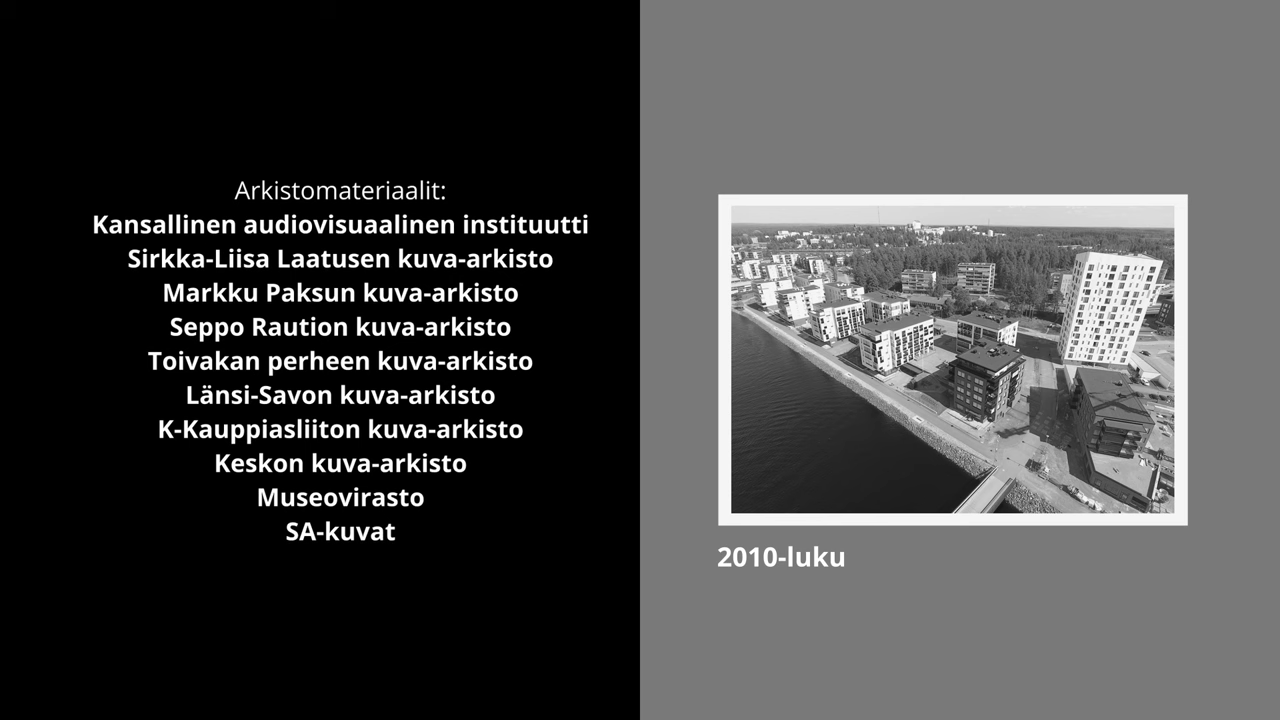 Arkistomateriaalit:
Kansallinen audiovisuaalinen instituutti
Sirkka-Liisa Laatusen kuva-arkisto
Markku Paksun kuva-arkisto
Seppo Raution kuva-arkisto
Toivakan perheen kuva-arkisto
Länsi-Savon kuva-arkisto
K-Kauppiasliiton kuva-arkisto
Keskon kuva-arkisto
Museovirasto
SA-kuvat
2010-luku